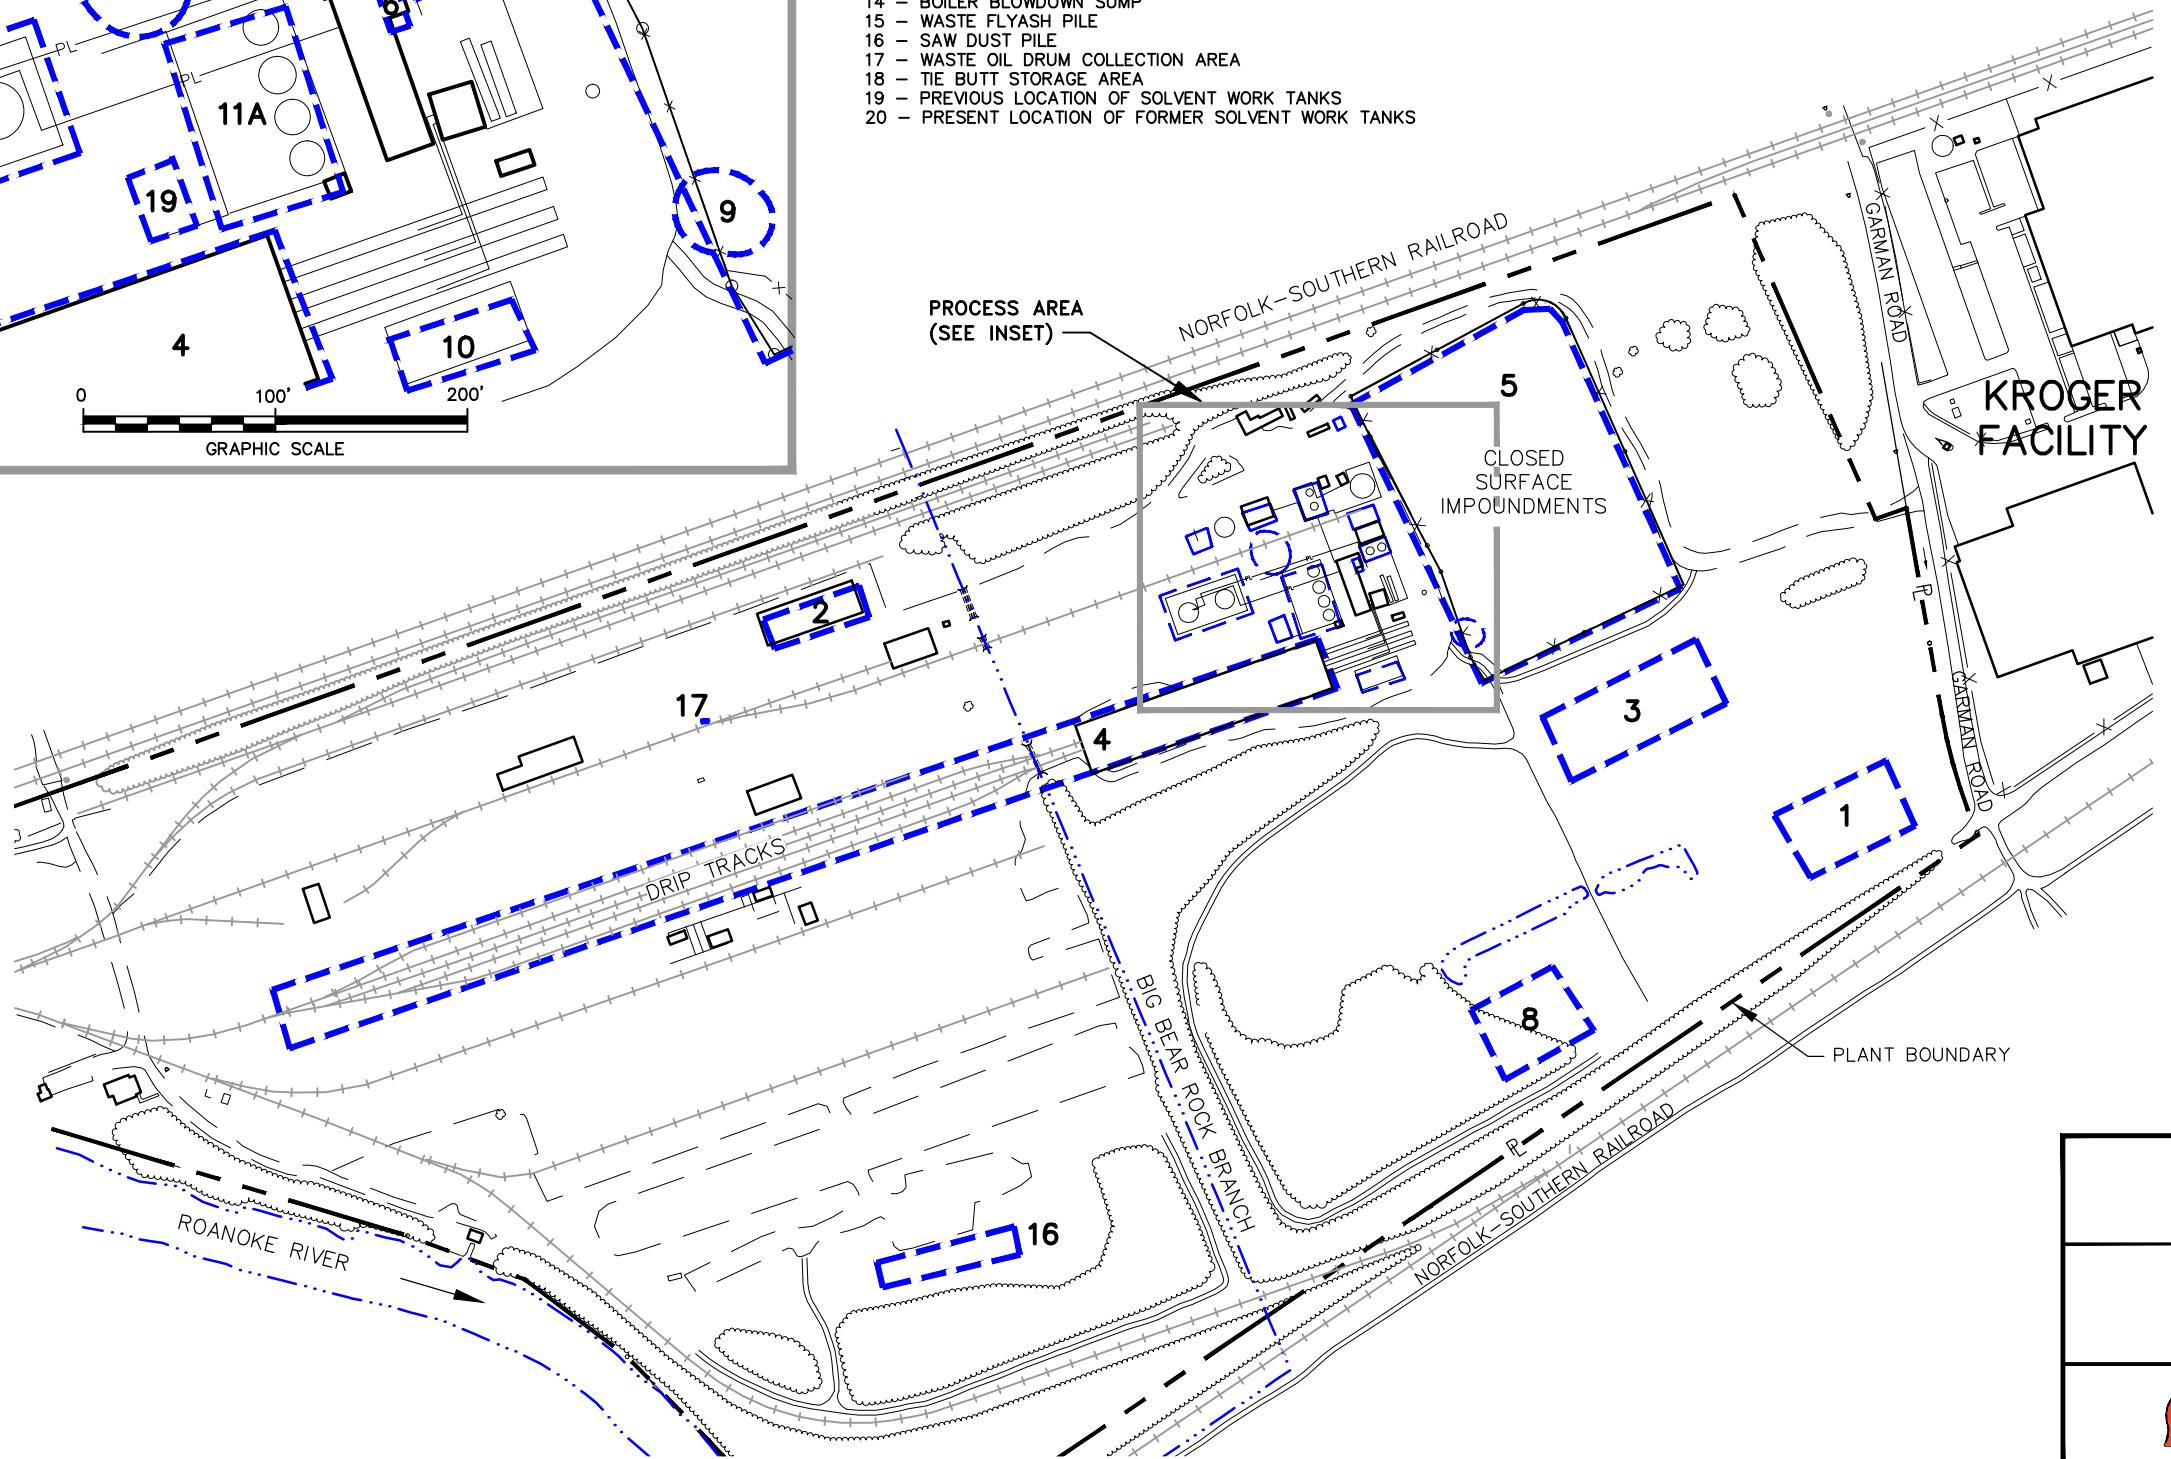 14 – BOILER BLOWDOWN SUMP
15 – WASTE FLYASH PILE
16 – SAW DUST PILE
17 – WASTE OIL DRUM COLLECTION AREA
18 – TIE BUTT STORAGE AREA
19 – PREVIOUS LOCATION OF SOLVENT WORK TANKS
20 – PRESENT LOCATION OF FORMER SOLVENT WORK TANKS
PL
PL
11A
19
9
4
10
0 100' 200'
GRAPHIC SCALE
PROCESS AREA
(SEE INSET)
NORFOLK–SOUTHERN RAILROAD
GARMAN ROAD
KROGER
FACILITY
5
CLOSED
SURFACE
IMPOUNDMENTS
2
17
4
3
1
GARMAN ROAD
PL
DRIP TRACKS
8
BIG BEAR ROCK BRANCH
PLANT BOUNDARY
PL
NORFOLK–SOUTHERN RAILROAD
16
ROANOKE RIVER